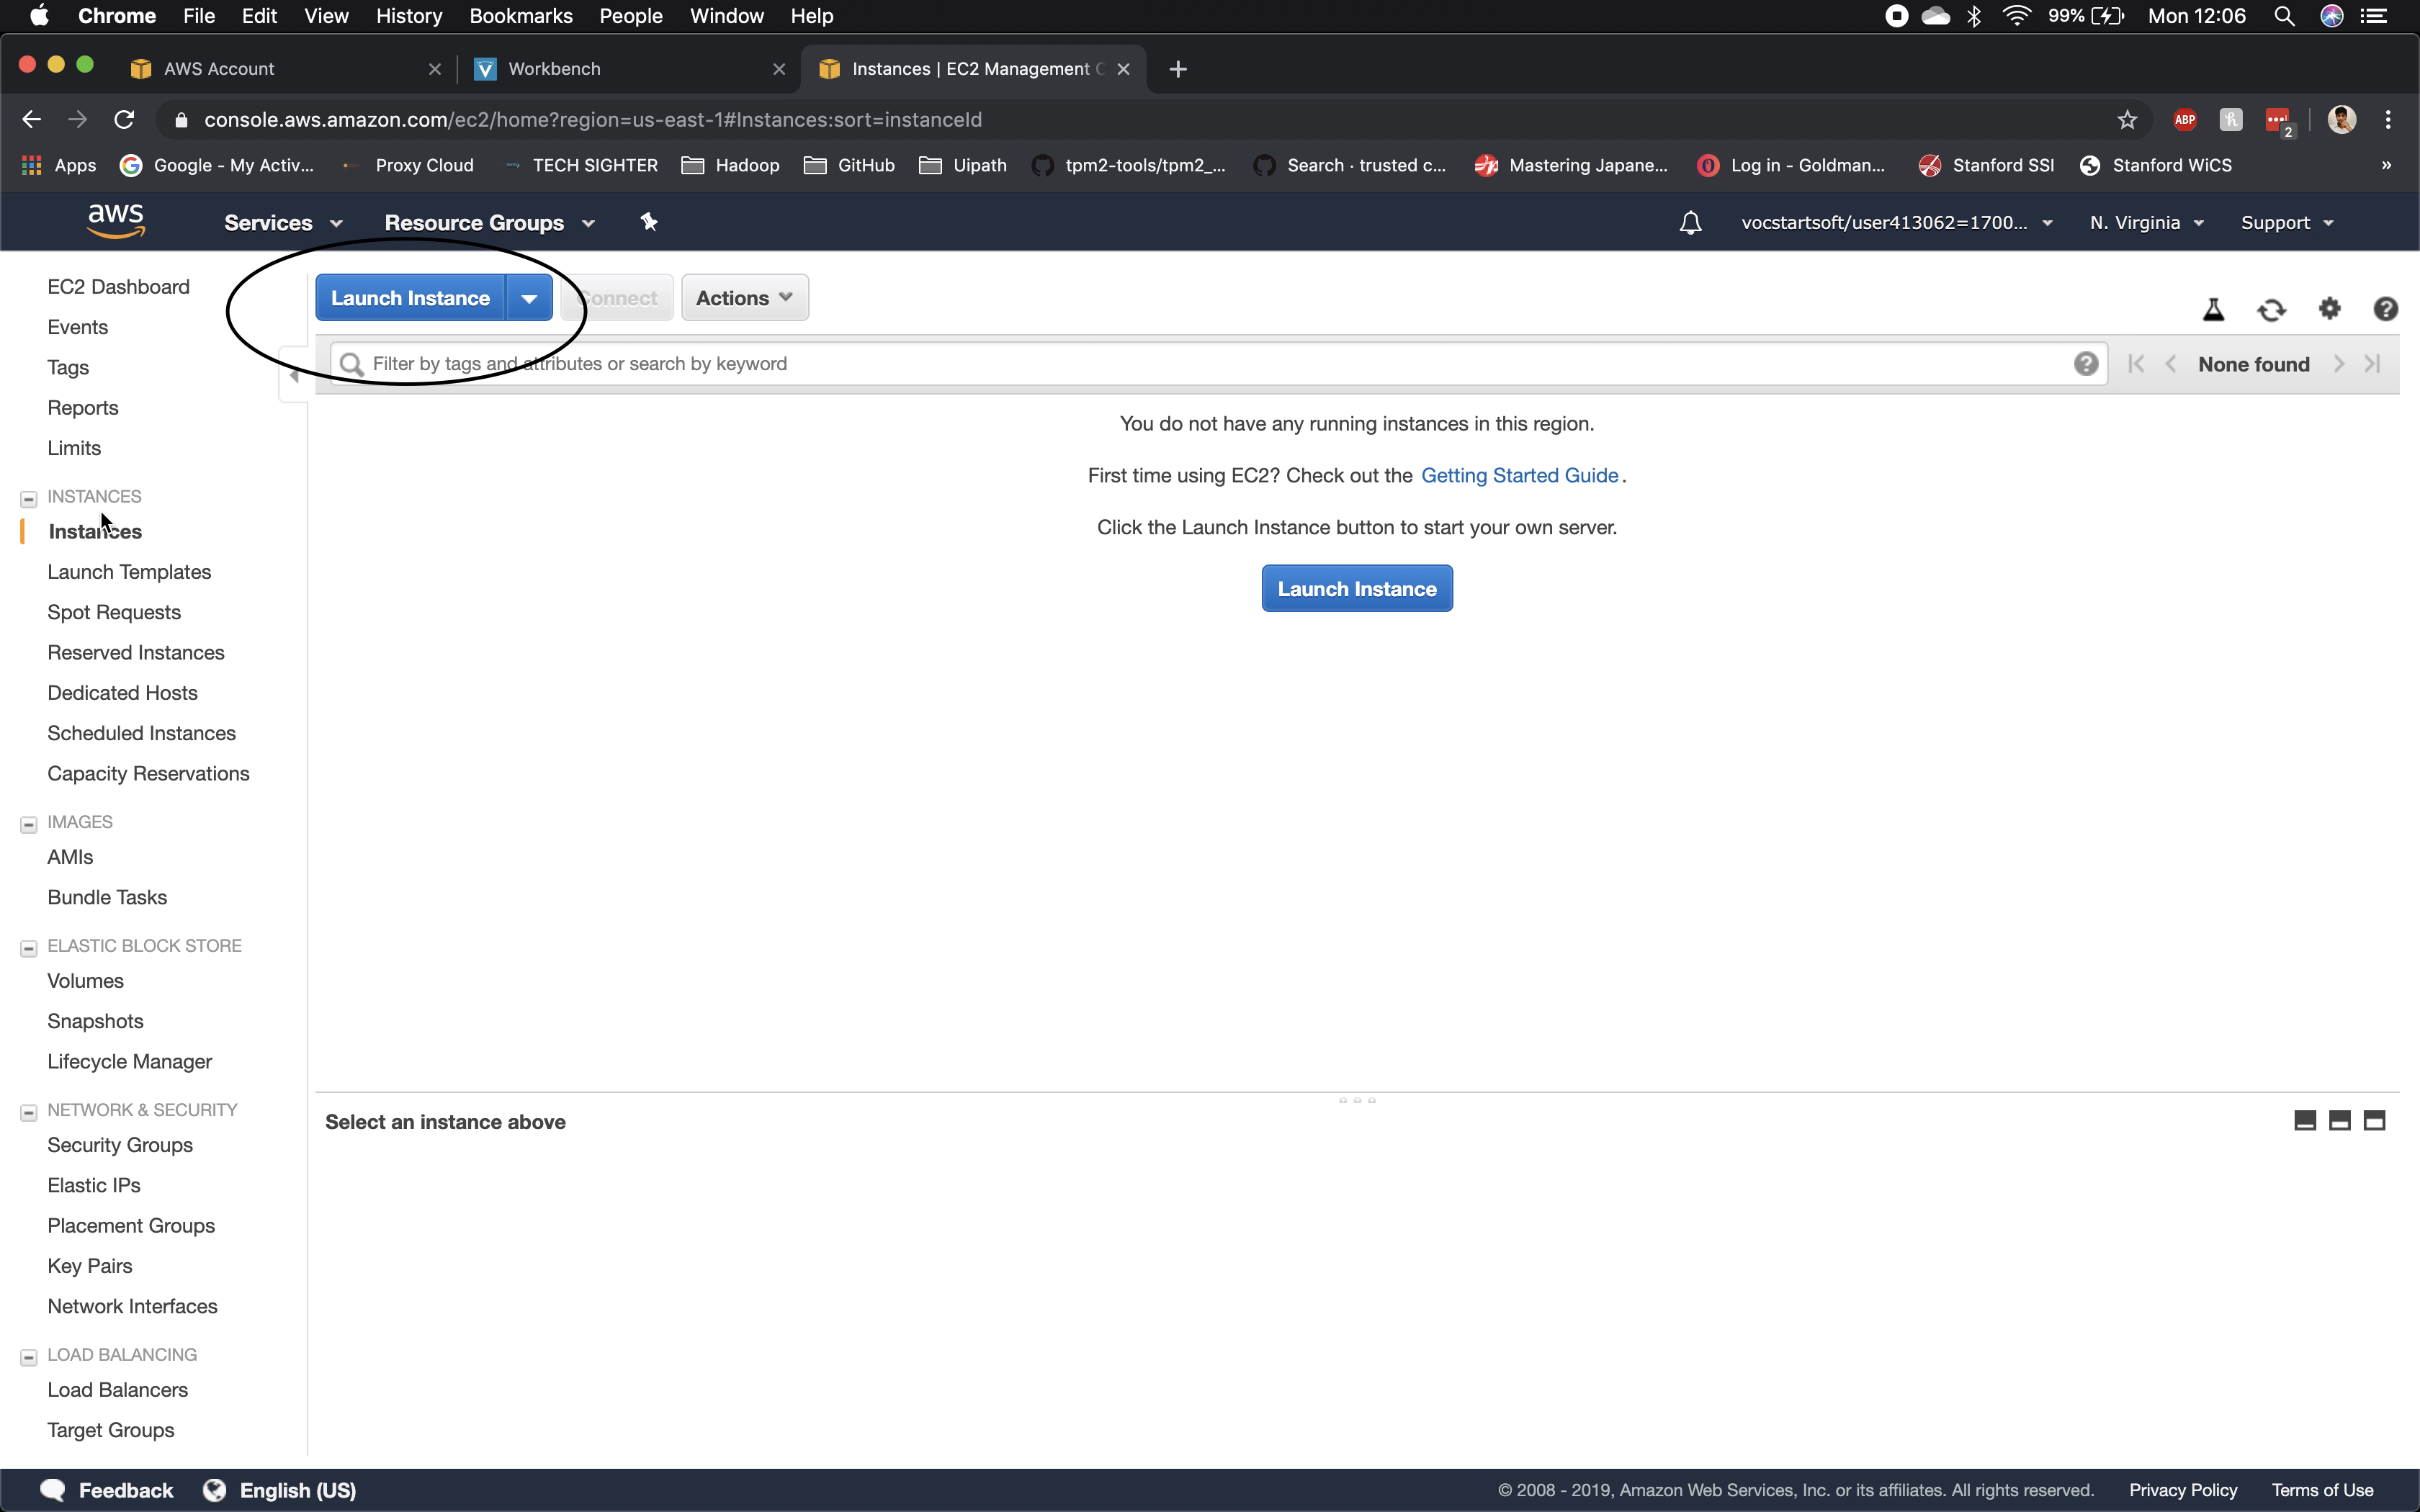 Chrome File Edit View History Bookmarks People Window Help 99% Mon 12:06
AWS Account Workbench Instances | EC2 Management C
console.aws.amazon.com/ec2/home?region=us-east-1#Instances:sort=instanceId ABP 2
Apps Google - My Activ... Proxy Cloud TECH SIGHTER Hadoop GitHub Uipath tpm2-tools/tpm2_... Search · trusted c... Mastering Japane... Log in - Goldman... Stanford SSI Stanford WiCS »
aws Services Resource Groups vocstartsoft/user413062=1700... N. Virginia Support
EC2 Dashboard
Events
Tags
Reports
Limits
INSTANCES
Instances
Launch Templates
Spot Requests
Reserved Instances
Dedicated Hosts
Scheduled Instances
Capacity Reservations
IMAGES
AMIs
Bundle Tasks
ELASTIC BLOCK STORE
Volumes
Snapshots
Lifecycle Manager
NETWORK & SECURITY
Security Groups
Elastic IPs
Placement Groups
Key Pairs
Network Interfaces
LOAD BALANCING
Load Balancers
Target Groups
Launch Instance Connect Actions
Filter by tags and attributes or search by keyword None found
You do not have any running instances in this region.
First time using EC2? Check out the Getting Started Guide.
Click the Launch Instance button to start your own server.
Launch Instance
Select an instance above
Feedback English (US) © 2008 - 2019, Amazon Web Services, Inc. or its affiliates. All rights reserved. Privacy Policy Terms of Use